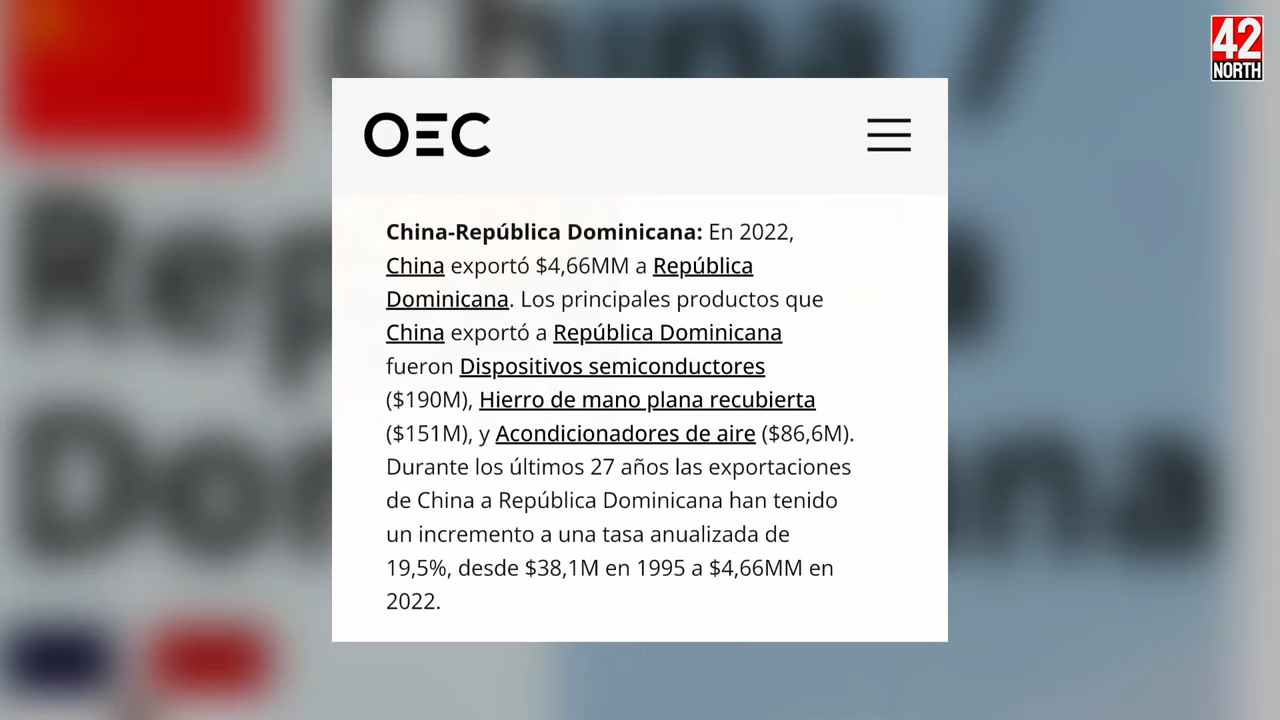 42
NORTH
OEC
China-República Dominicana: En 2022,
China exportó $4,66MM a República
Dominicana. Los principales productos que
China exportó a República Dominicana
fueron Dispositivos semiconductores
($190M), Hierro de mano plana recubierta
($151M), y Acondicionadores de aire ($86,6M).
Durante los últimos 27 años las exportaciones
de China a República Dominicana han tenido
un incremento a una tasa anualizada de
19,5%, desde $38,1M en 1995 a $4,66MM en
2022.